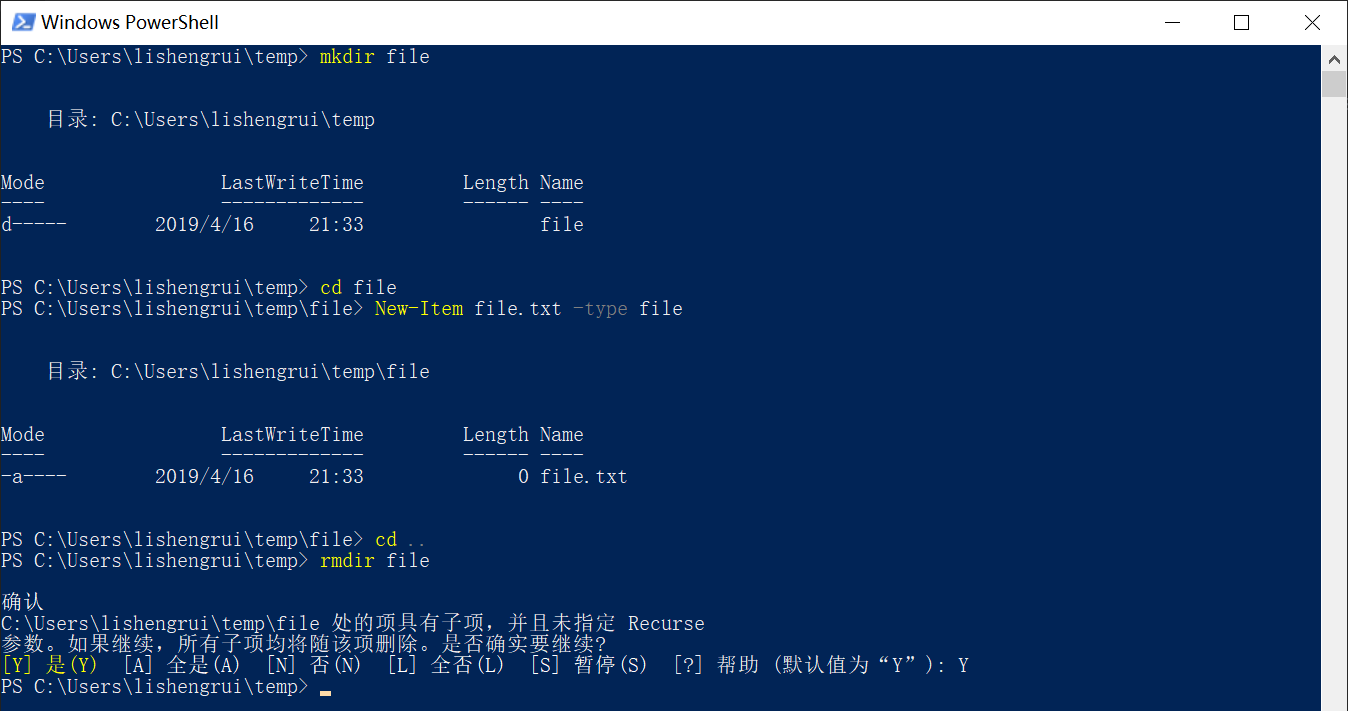 Windows PowerShell
PS C:\Users\lishengrui\temp> mkdir file
目录: C:\Users\lishengrui\temp
Mode                LastWriteTime         Length Name
----                -------------         ------ ----
d-----        2019/4/16     21:33                file
PS C:\Users\lishengrui\temp> cd file
PS C:\Users\lishengrui\temp\file> New-Item file.txt -type file
目录: C:\Users\lishengrui\temp\file
Mode                LastWriteTime         Length Name
----                -------------         ------ ----
-a----        2019/4/16     21:33              0 file.txt
PS C:\Users\lishengrui\temp\file> cd ..
PS C:\Users\lishengrui\temp> rmdir file
确认
C:\Users\lishengrui\temp\file 处的项具有子项，并且未指定 Recurse
参数。如果继续，所有子项均将随该项删除。是否确实要继续?
[Y] 是(Y)  [A] 全是(A)  [N] 否(N)  [L] 全否(L)  [S] 暂停(S)  [?] 帮助 (默认值为“Y”): Y
PS C:\Users\lishengrui\temp>